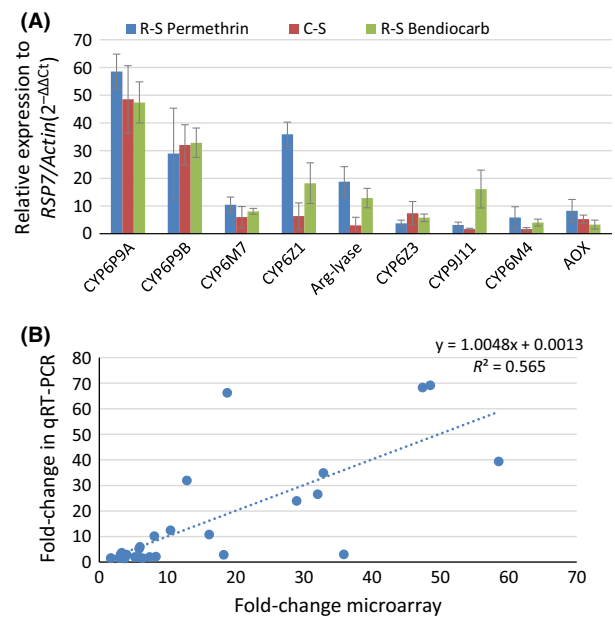 (A)
R-S Permethrin C-S R-S Bendiocarb
Relative expression to
RSP7/Actin(2−ΔΔCt)
70
60
50
40
30
20
10
0
CYP6P9A CYP6P9B CYP6M7 CYP6Z1 Arg-lyase CYP6Z3 CYP9J11 CYP6M4 AOX
(B)
y = 1.0048x + 0.0013
R² = 0.565
Fold-change in qRT-PCR
80
70
60
50
40
30
20
10
0
0 10 20 30 40 50 60 70
Fold-change microarray